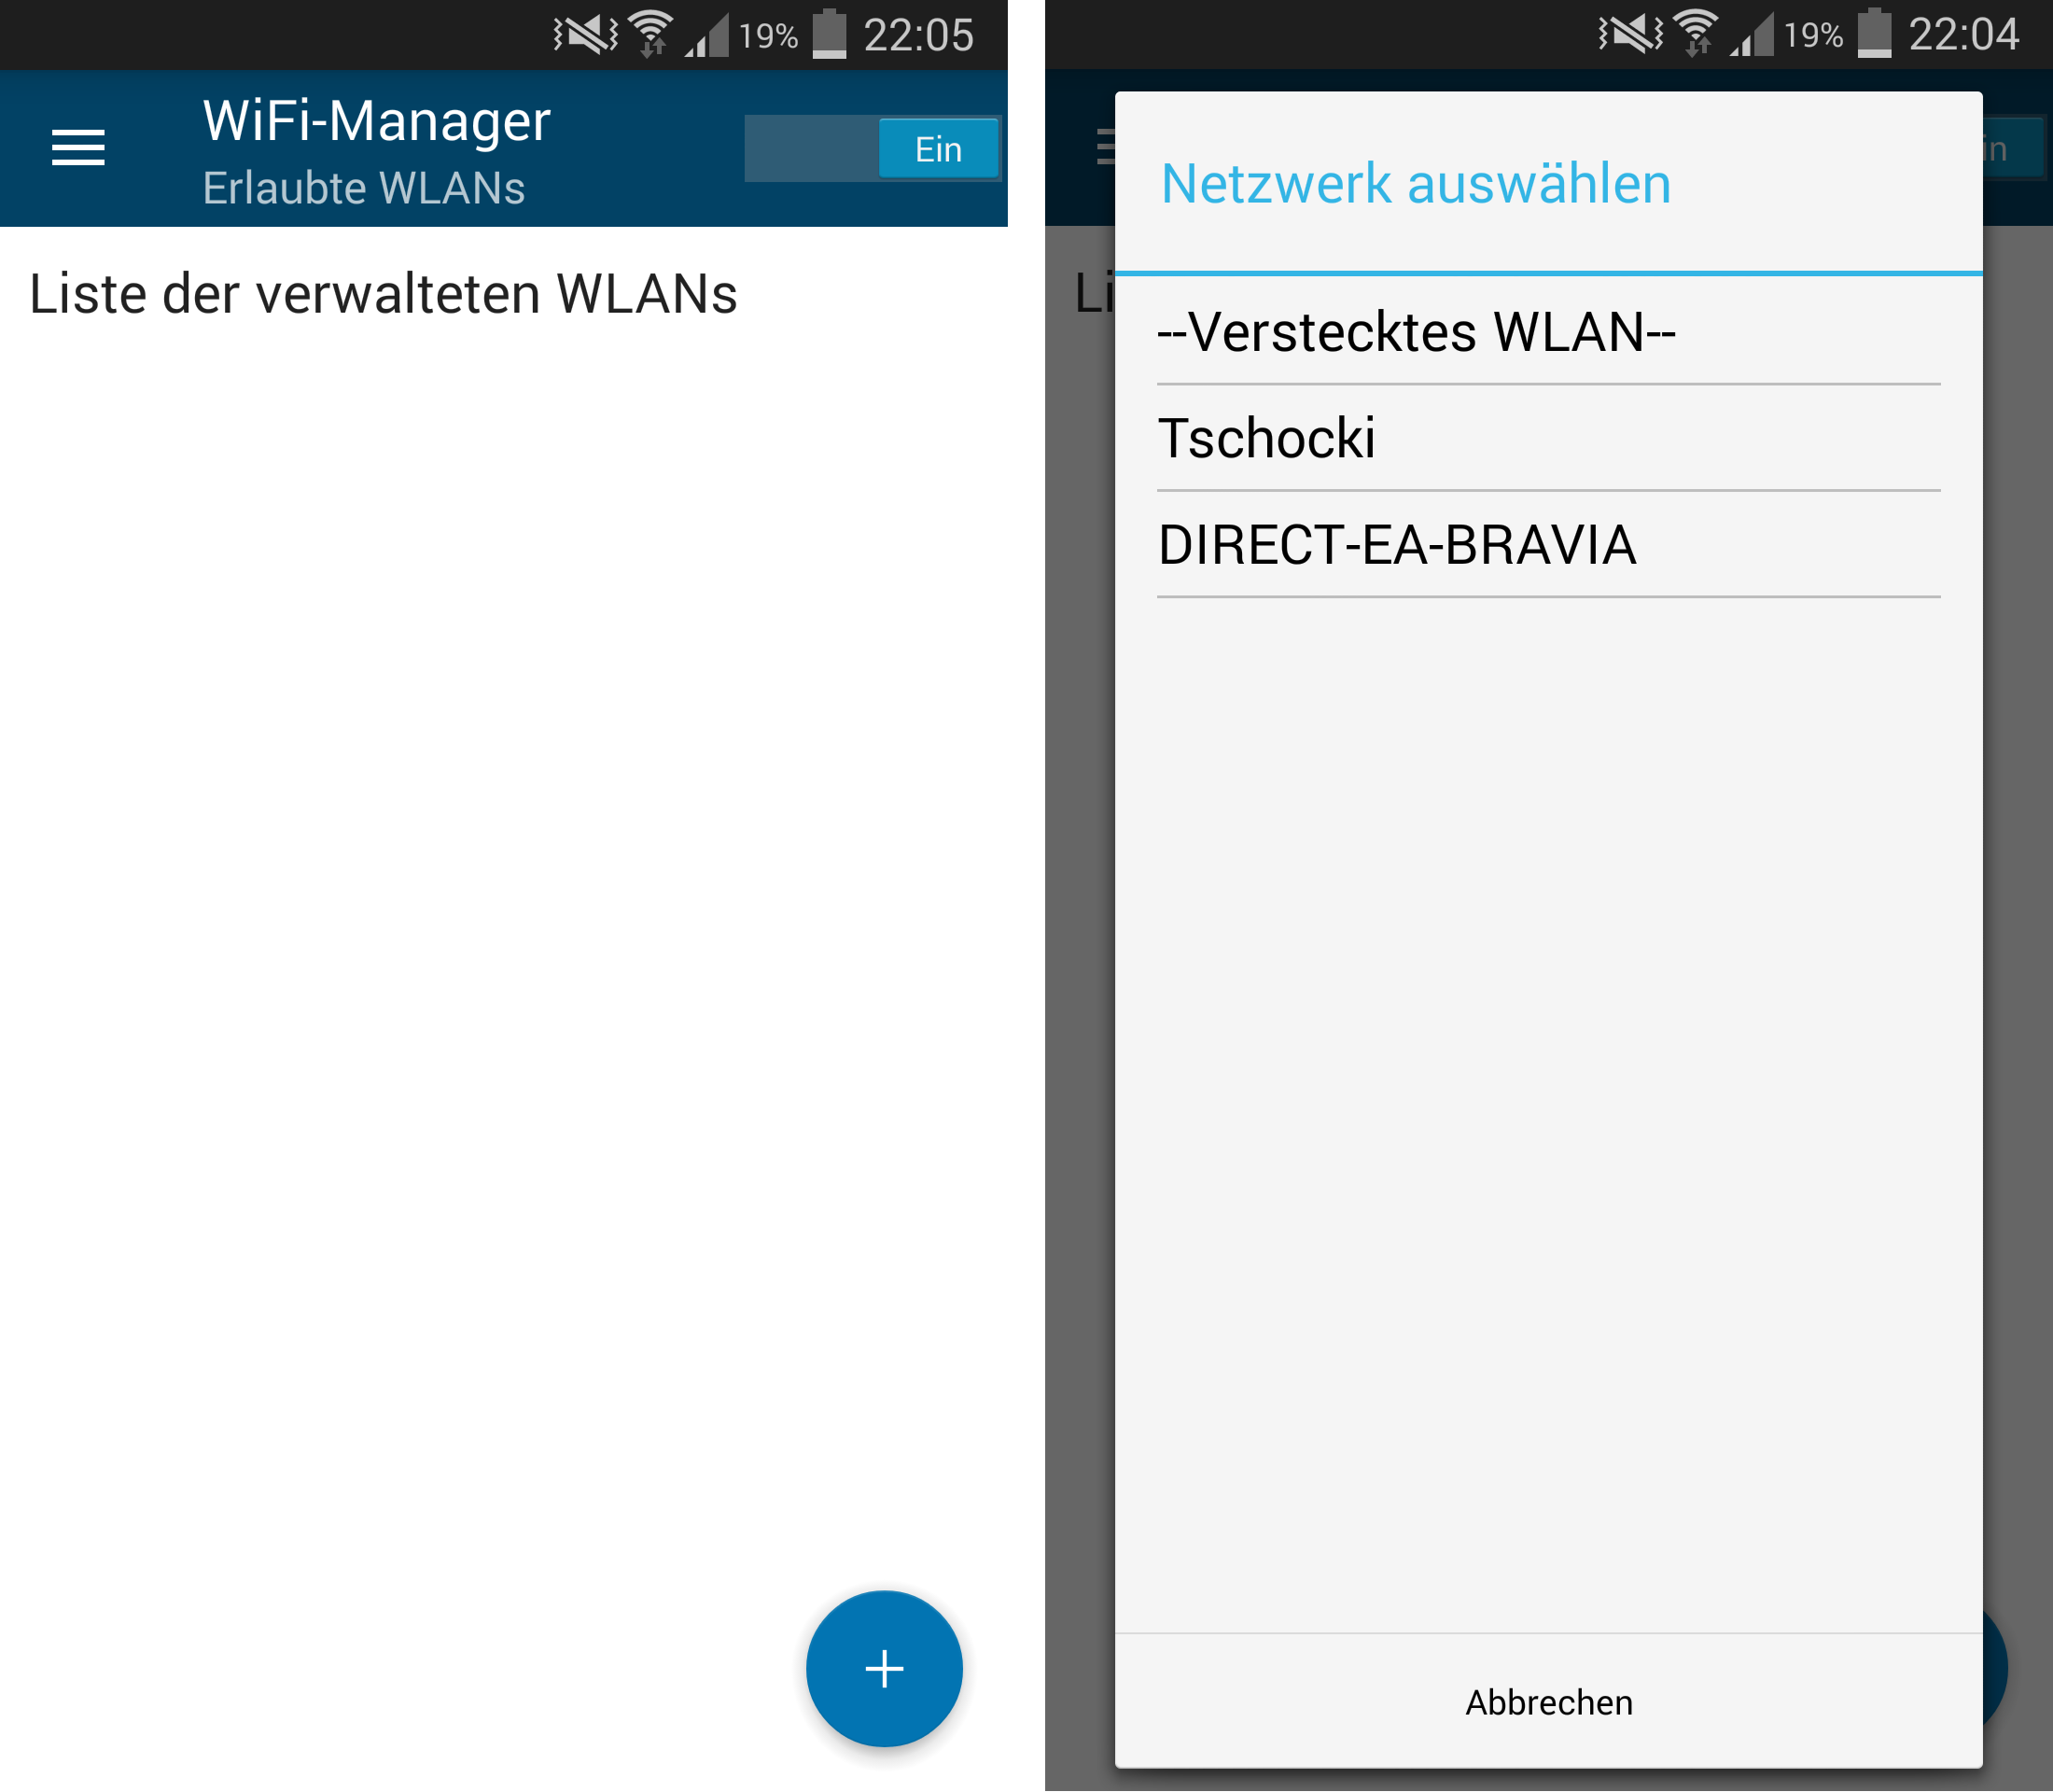 19% 22:05
WiFi-Manager
Erlaubte WLANs
Ein
Liste der verwalteten WLANs
19% 22:04
in
Li
Netzwerk auswählen
--Verstecktes WLAN--
Tschocki
DIRECT-EA-BRAVIA
Abbrechen